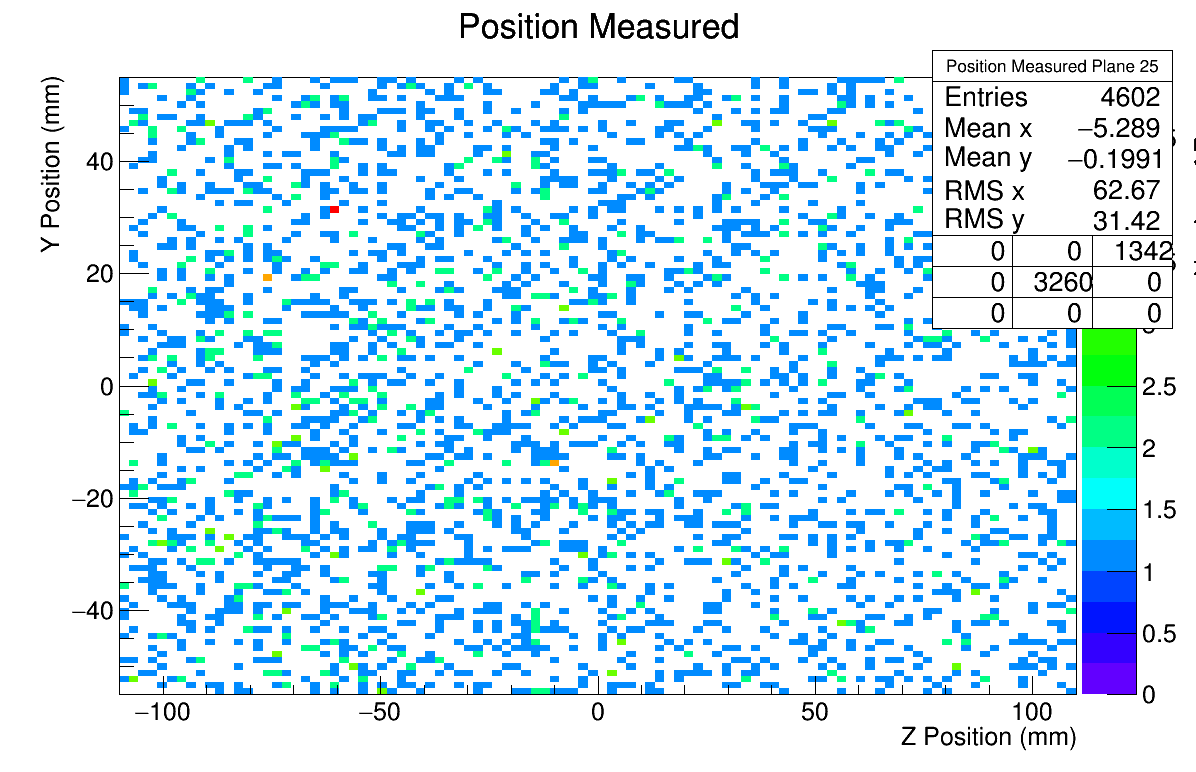 Position Measured
Position Measured Plane 25
Entries 4602
Mean x −5.289
Mean y −0.1991
RMS x 62.67
RMS y 31.42
0 0 1342
0 3260 0
0 0 0
Y Position (mm)
40
20
0
−20
−40
−100 −50 0 50 100
Z Position (mm)
2.5
2
1.5
1
0.5
0